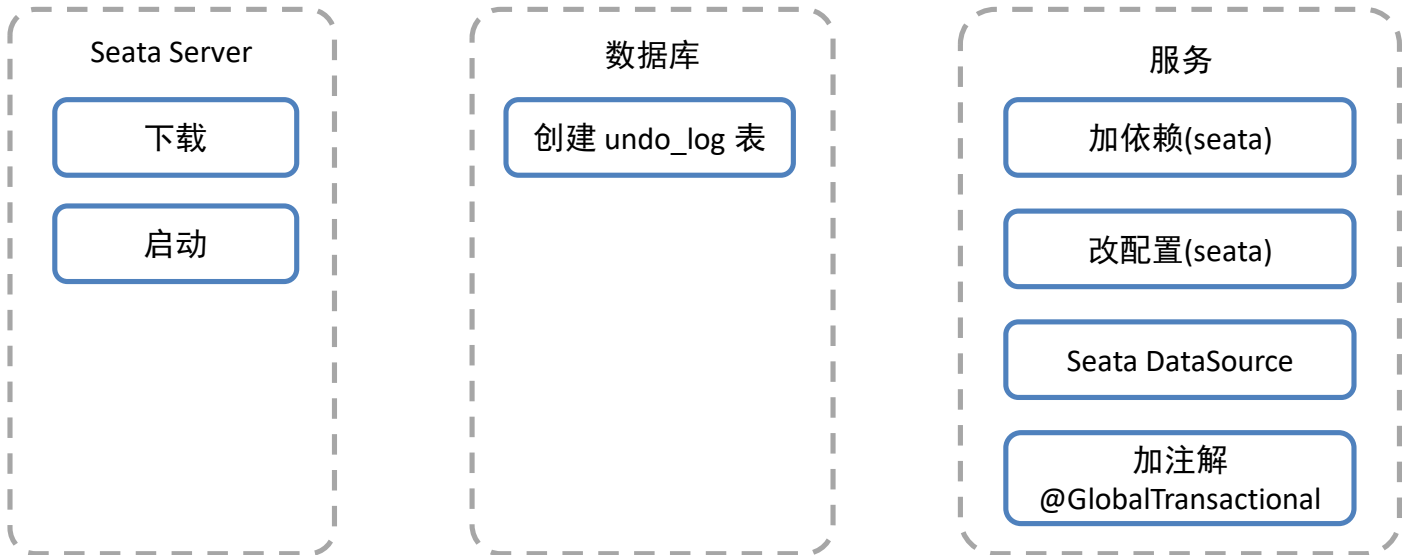 Seata Server
下载
启动
数据库
创建 undo_log 表
服务
加依赖(seata)
改配置(seata)
Seata DataSource
加注解
@GlobalTransactional